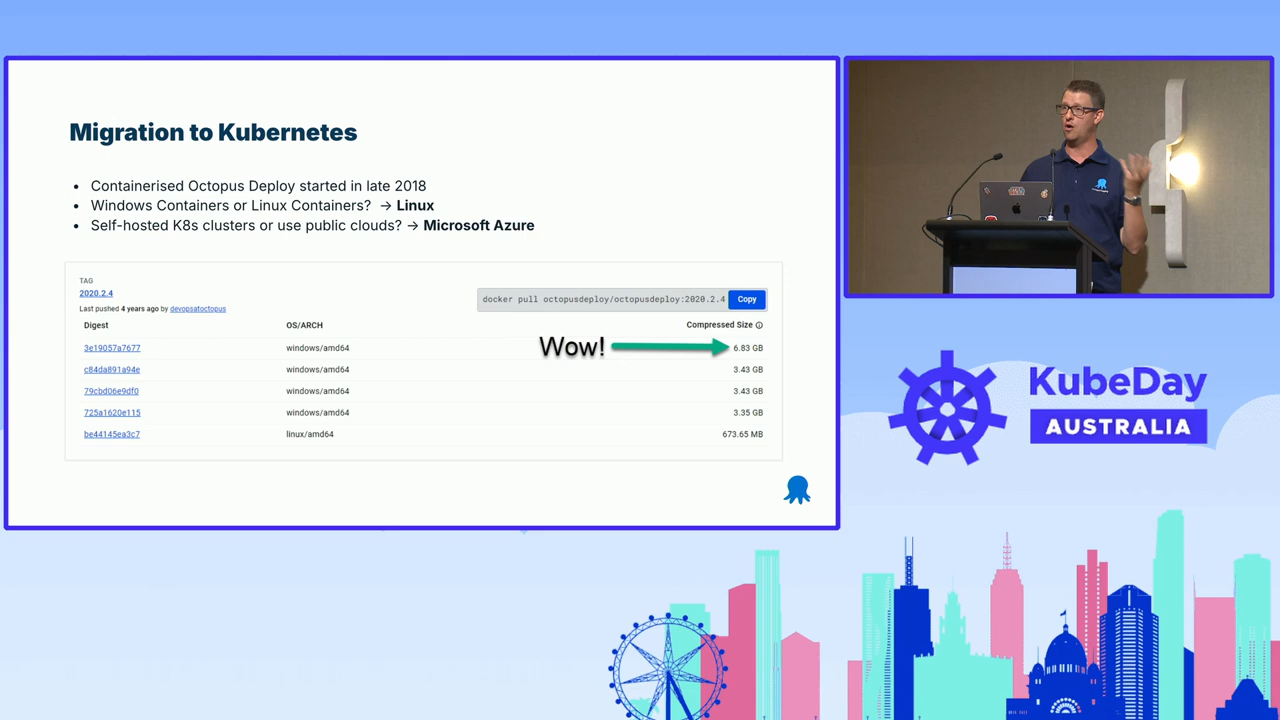 Migration to Kubernetes
• Containerised Octopus Deploy started in late 2018
• Windows Containers or Linux Containers? → Linux
• Self-hosted K8s clusters or use public clouds? → Microsoft Azure
TAG
2020.2.4
Last pushed 4 years ago by devopsatoctopus
docker pull octopusdeploy/octopusdeploy:2020.2.4 Copy
Digest OS/ARCH Compressed Size
3e19057a7677 windows/amd64 6.83 GB
Wow!
c84da891a94e windows/amd64 3.43 GB
79cbd06e9df0 windows/amd64 3.43 GB
725a1620e115 windows/amd64 3.35 GB
be44145ea3c7 linux/amd64 673.65 MB
KubeDay
AUSTRALIA